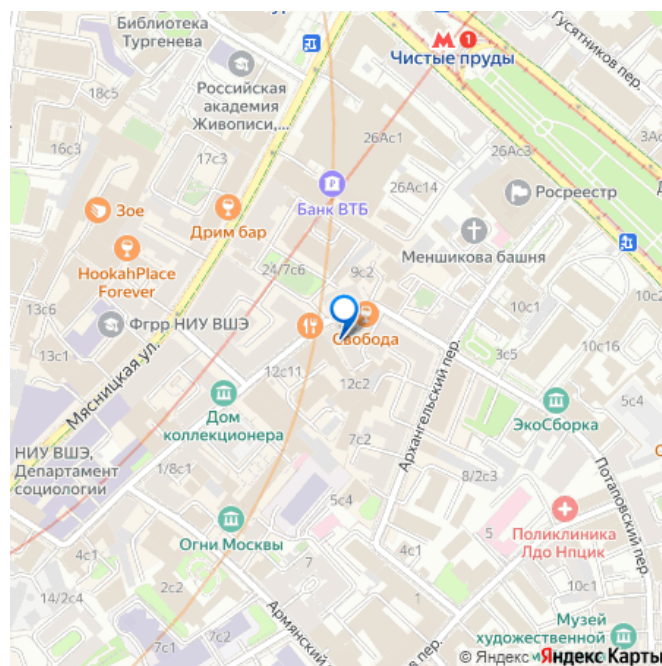 Библиотека
Тургенева
М 1
Чистые пруды
Гусятников пер.
Российская
академия
Живописи,...
18с5
16с3
17с3
26Ас1
26Ас3
26Ас14
Росреестр
Банк ВТБ
Зое
Дрим бар
Меншикова башня
HookahPlace
Forever
24/7с6
9с2
13с6
Фгрр НИУ ВШЭ
10с1
10с16
13с1
Свобода
3с5
Мясницкая ул.
12с11
12с2
Архангельский пер.
5с4
Дом
коллекционера
ЭкоСборка
7с2
НИУ ВШЭ,
Департамент
социологии
1/8с1
8/2с3
Потаповский пер.
5с4
Огни Москвы
5
Поликлиника
Лдо Нпцик
4с1
7
4с1
2с2
10с1
14/2с4
Армянский пер.
Музей
художественной
7с1
2с1
© Яндекс Яндекс Карты